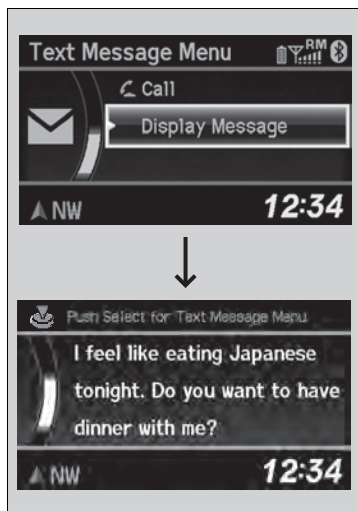 Text Message Menu RM
Call
Display Message
NW 12:34
Push Select for Text Message Menu
I feel like eating Japanese
tonight. Do you want to have
dinner with me?
NW 12:34